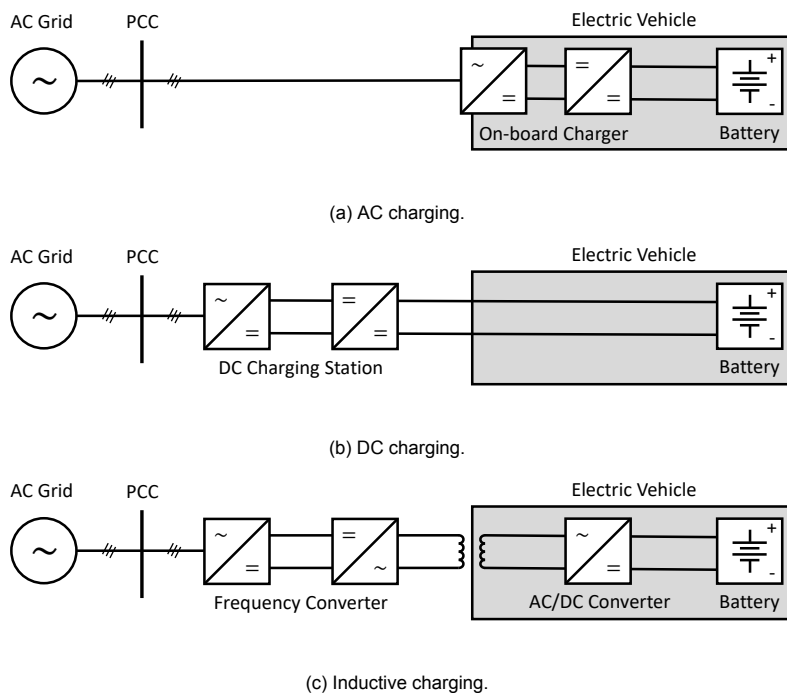 AC Grid PCC Electric Vehicle
~ ~ = = = + -
On-board Charger Battery
(a) AC charging.
AC Grid PCC Electric Vehicle
~ ~ = = = + -
DC Charging Station Battery
(b) DC charging.
AC Grid PCC Electric Vehicle
~ ~ = = ~ ~ = + -
Frequency Converter AC/DC Converter Battery
(c) Inductive charging.